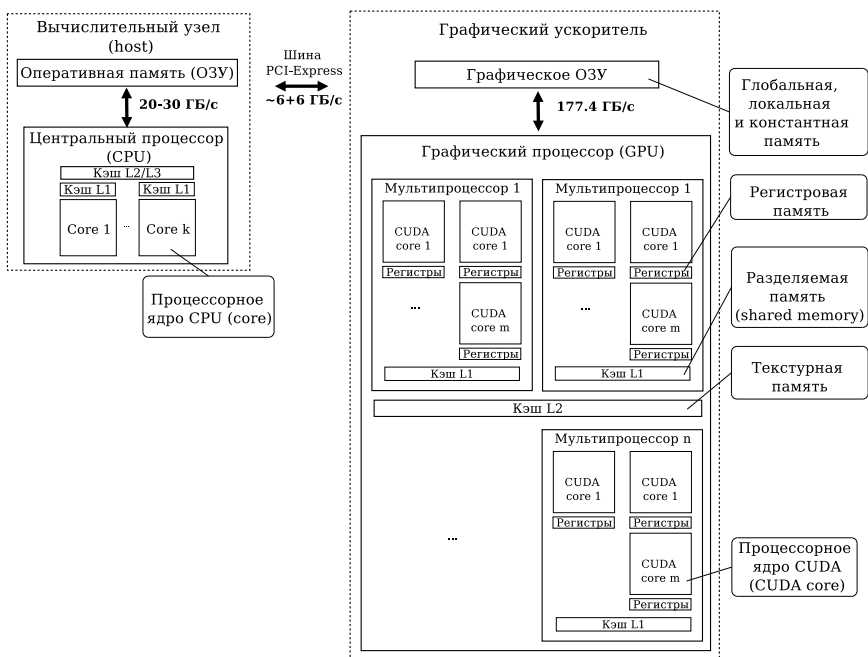 Вычислительный узел
(host)
Оперативная память (ОЗУ)
20-30 ГБ/с
Центральный процессор
(CPU)
Кэш L2/L3
Кэш L1
Кэш L1
Core 1
...
Core k
Процессорное
ядро CPU (core)
Шина
PCI-Express
~6+6 ГБ/с
Графический ускоритель
Графическое ОЗУ
177.4 ГБ/с
Графический процессор (GPU)
Мультипроцессор 1
CUDA
core 1
CUDA
core 1
Регистры
Регистры
...
CUDA
core m
Регистры
Кэш L1
Мультипроцессор 1
CUDA
core 1
CUDA
core 1
Регистры
Регистры
...
CUDA
core m
Регистры
Кэш L1
Кэш L2
...
Мультипроцессор n
CUDA
core 1
CUDA
core 1
Регистры
Регистры
CUDA
core m
Регистры
Кэш L1
Глобальная,
локальная
и константная
память
Регистровая
память
Разделяемая
память
(shared memory)
Текстурная
память
Процессорное
ядро CUDA
(CUDA core)